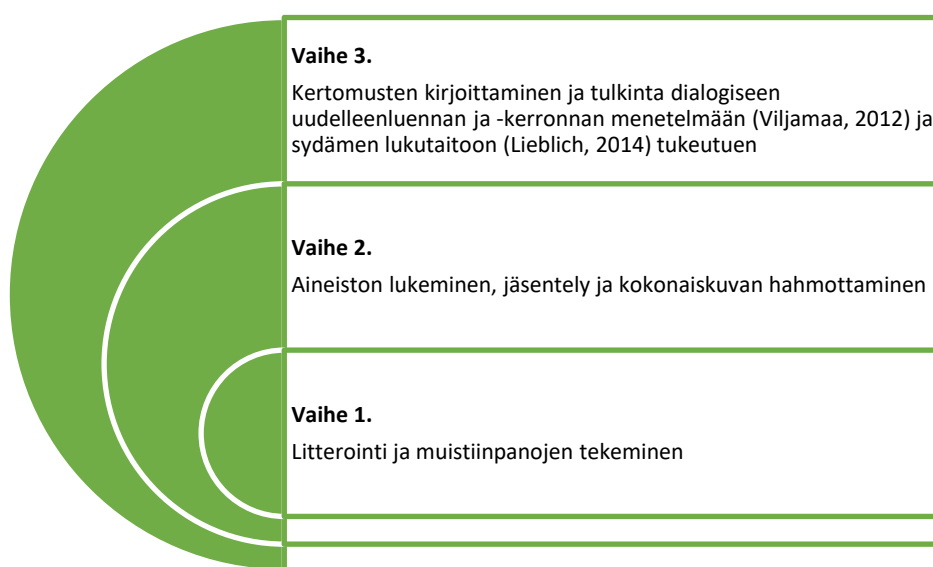 Vaihe 3.
Kertomusten kirjoittaminen ja tulkinta dialogiseen
uudelleenluennan ja -kerronnan menetelmään (Viljamaa, 2012) ja
sydämen lukutaitoon (Lieblich, 2014) tukeutuen
Vaihe 2.
Aineiston lukeminen, jäsentely ja kokonaiskuvan hahmottaminen
Vaihe 1.
Litterointi ja muistiinpanojen tekeminen